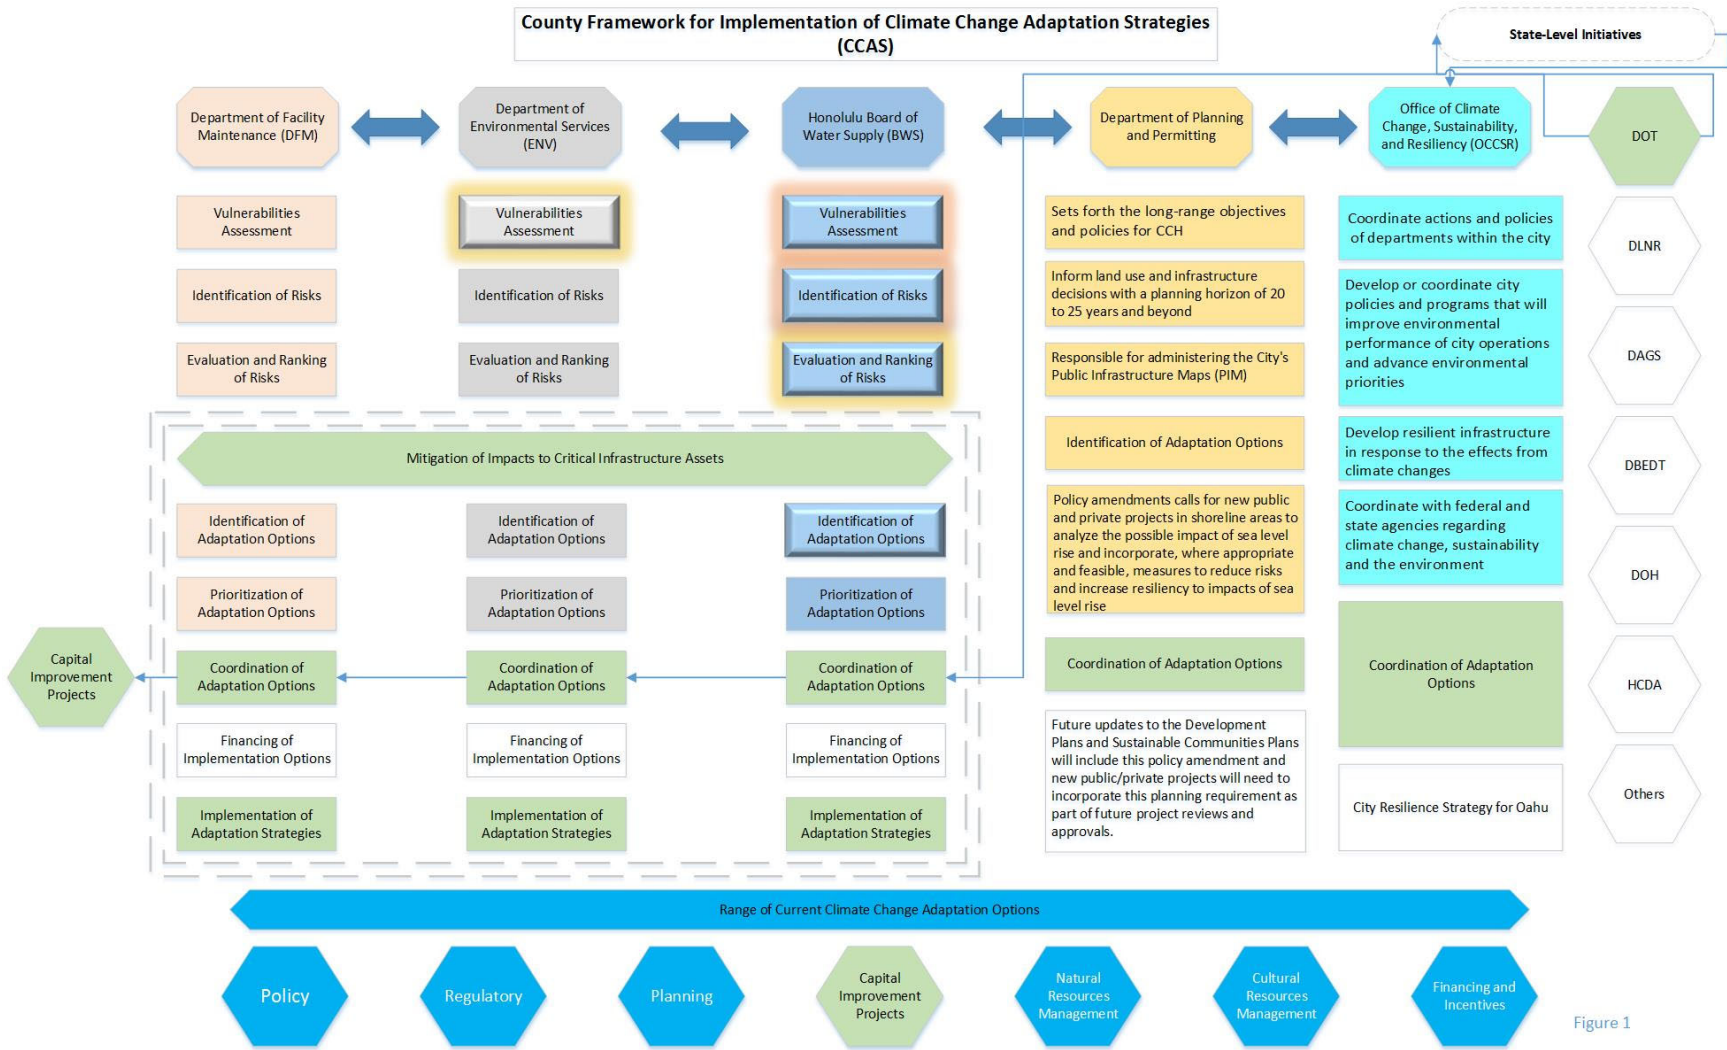 County Framework for Implementation of Climate Change Adaptation Strategies
(CCAS)
State-Level Initiatives
Department of Facility
Maintenance (DFM)
Department of
Environmental Services
(ENV)
Honolulu Board of
Water Supply (BWS)
Department of Planning
and Permitting
Office of Climate
Change, Sustainability,
and Resiliency (OCCSR)
DOT
Vulnerabilities
Assessment
Vulnerabilities
Assessment
Vulnerabilities
Assessment
Sets forth the long-range objectives
and policies for CCH
Coordinate actions and policies
of departments within the city
DLNR
Identification of Risks
Identification of Risks
Identification of Risks
Inform land use and infrastructure
decisions with a planning horizon of 20
to 25 years and beyond
Develop or coordinate city
policies and programs that will
improve environmental
performance of city operations
and advance environmental
priorities
DAGS
Evaluation and Ranking
of Risks
Evaluation and Ranking
of Risks
Evaluation and Ranking
of Risks
Responsible for administering the City's
Public Infrastructure Maps (PIM)
Mitigation of Impacts to Critical Infrastructure Assets
Identification of Adaptation Options
Develop resilient infrastructure
in response to the effects from
climate changes
DBEDT
Identification of
Adaptation Options
Identification of
Adaptation Options
Identification of
Adaptation Options
Policy amendments calls for new public
and private projects in shoreline areas to
analyze the possible impact of sea level
rise and incorporate, where appropriate
and feasible, measures to reduce risks
and increase resiliency to impacts of sea
level rise
Coordinate with federal and
state agencies regarding
climate change, sustainability
and the environment
DOH
Prioritization of
Adaptation Options
Prioritization of
Adaptation Options
Prioritization of
Adaptation Options
Capital
Improvement
Projects
Coordination of
Adaptation Options
Coordination of
Adaptation Options
Coordination of
Adaptation Options
Coordination of Adaptation Options
Coordination of Adaptation
Options
HCDA
Financing of
Implementation Options
Financing of
Implementation Options
Financing of
Implementation Options
Future updates to the Development
Plans and Sustainable Communities Plans
will include this policy amendment and
new public/private projects will need to
incorporate this planning requirement as
part of future project reviews and
approvals.
City Resilience Strategy for Oahu
Others
Implementation of
Adaptation Strategies
Implementation of
Adaptation Strategies
Implementation of
Adaptation Strategies
Range of Current Climate Change Adaptation Options
Policy
Regulatory
Planning
Capital
Improvement
Projects
Natural
Resources
Management
Cultural
Resources
Management
Financing and
Incentives
Figure 1